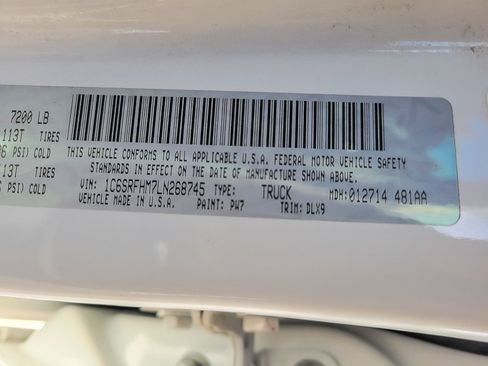 7200 LB
113T TIRES
PSI) COLD
113T TIRES
PSI) COLD
THIS VEHICLE CONFORMS TO ALL APPLICABLE U.S.A. FEDERAL MOTOR VEHICLE SAFETY
STANDARDS IN EFFECT ON THE DATE OF MANUFACTURE SHOWN ABOVE.
VIN: 1C6SRFHM7LN268745 TYPE: TRUCK MDH: 012714 481AA
VEHICLE MADE IN U.S.A. PAINT: PW7 TRIM: DLX9